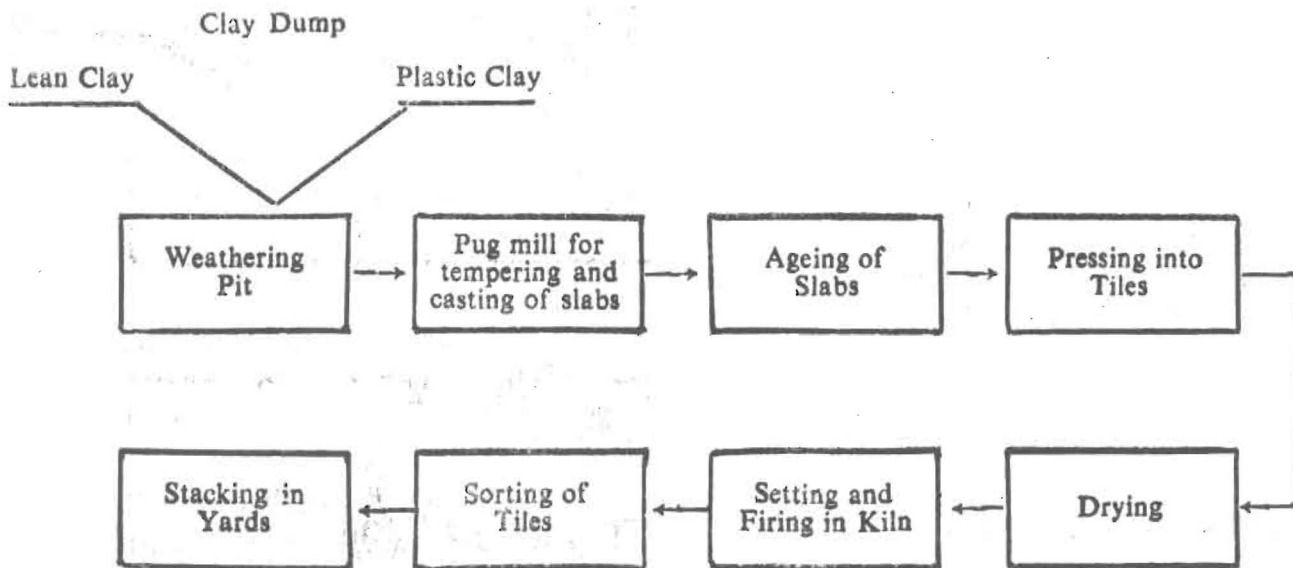 Clay Dump
Lean Clay
Plastic Clay
Weathering
Pit
Pug mill for
tempering and
casting of slabs
Ageing of
Slabs
Pressing into
Tiles
Drying
Setting and
Firing in Kiln
Sorting of
Tiles
Stacking in
Yards